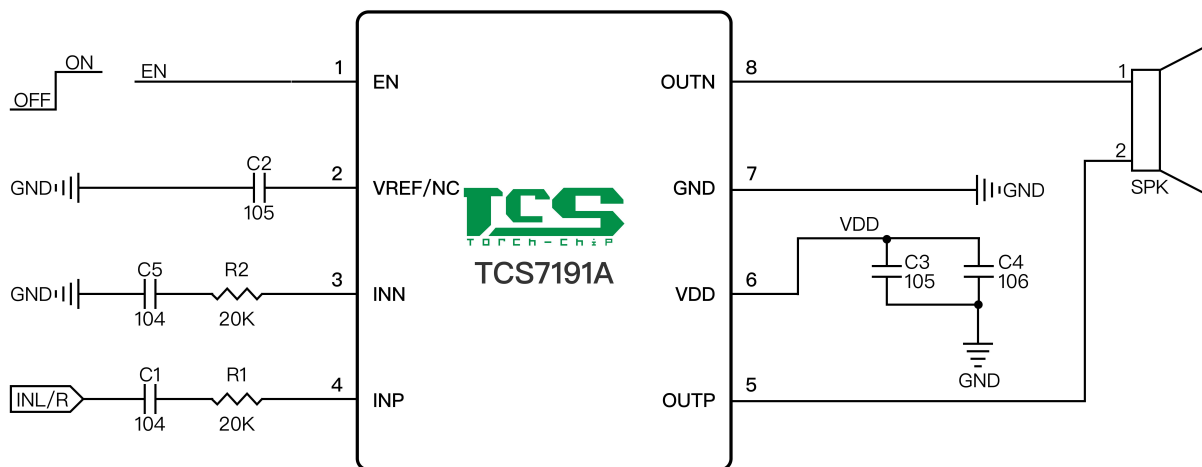 ON
OFF
EN
1
EN
OUTN
8
1
2
SPK
GND
C2
105
2
VREF/NC
GND
7
GND
TCS
TORCH-CHIP
TCS7191A
VDD
C3
105
C4
106
GND
GND
C5
104
R2
20K
3
INN
VDD
6
INL/R
C1
104
R1
20K
4
INP
OUTP
5